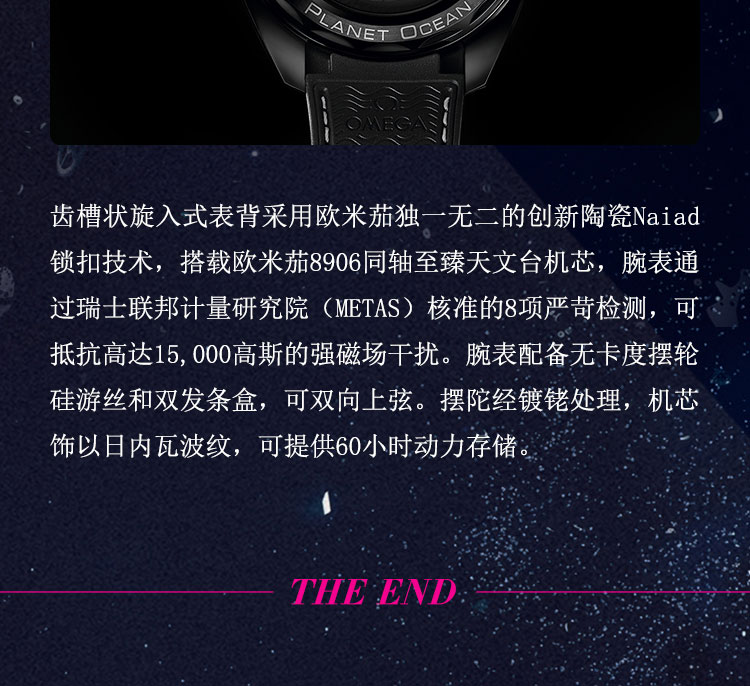 PLANET OCEAN
OMEGA
齿槽状旋入式表背采用欧米茄独一无二的创新陶瓷Naiad
锁扣技术，搭载欧米茄8906同轴至臻天文台机芯，腕表通
过瑞士联邦计量研究院（METAS）核准的8项严苛检测，可
抵抗高达15,000高斯的强磁场干扰。腕表配备无卡度摆轮
硅游丝和双发条盒，可双向上弦。摆陀经镀铑处理，机芯
饰以日内瓦波纹，可提供60小时动力存储。
THE END